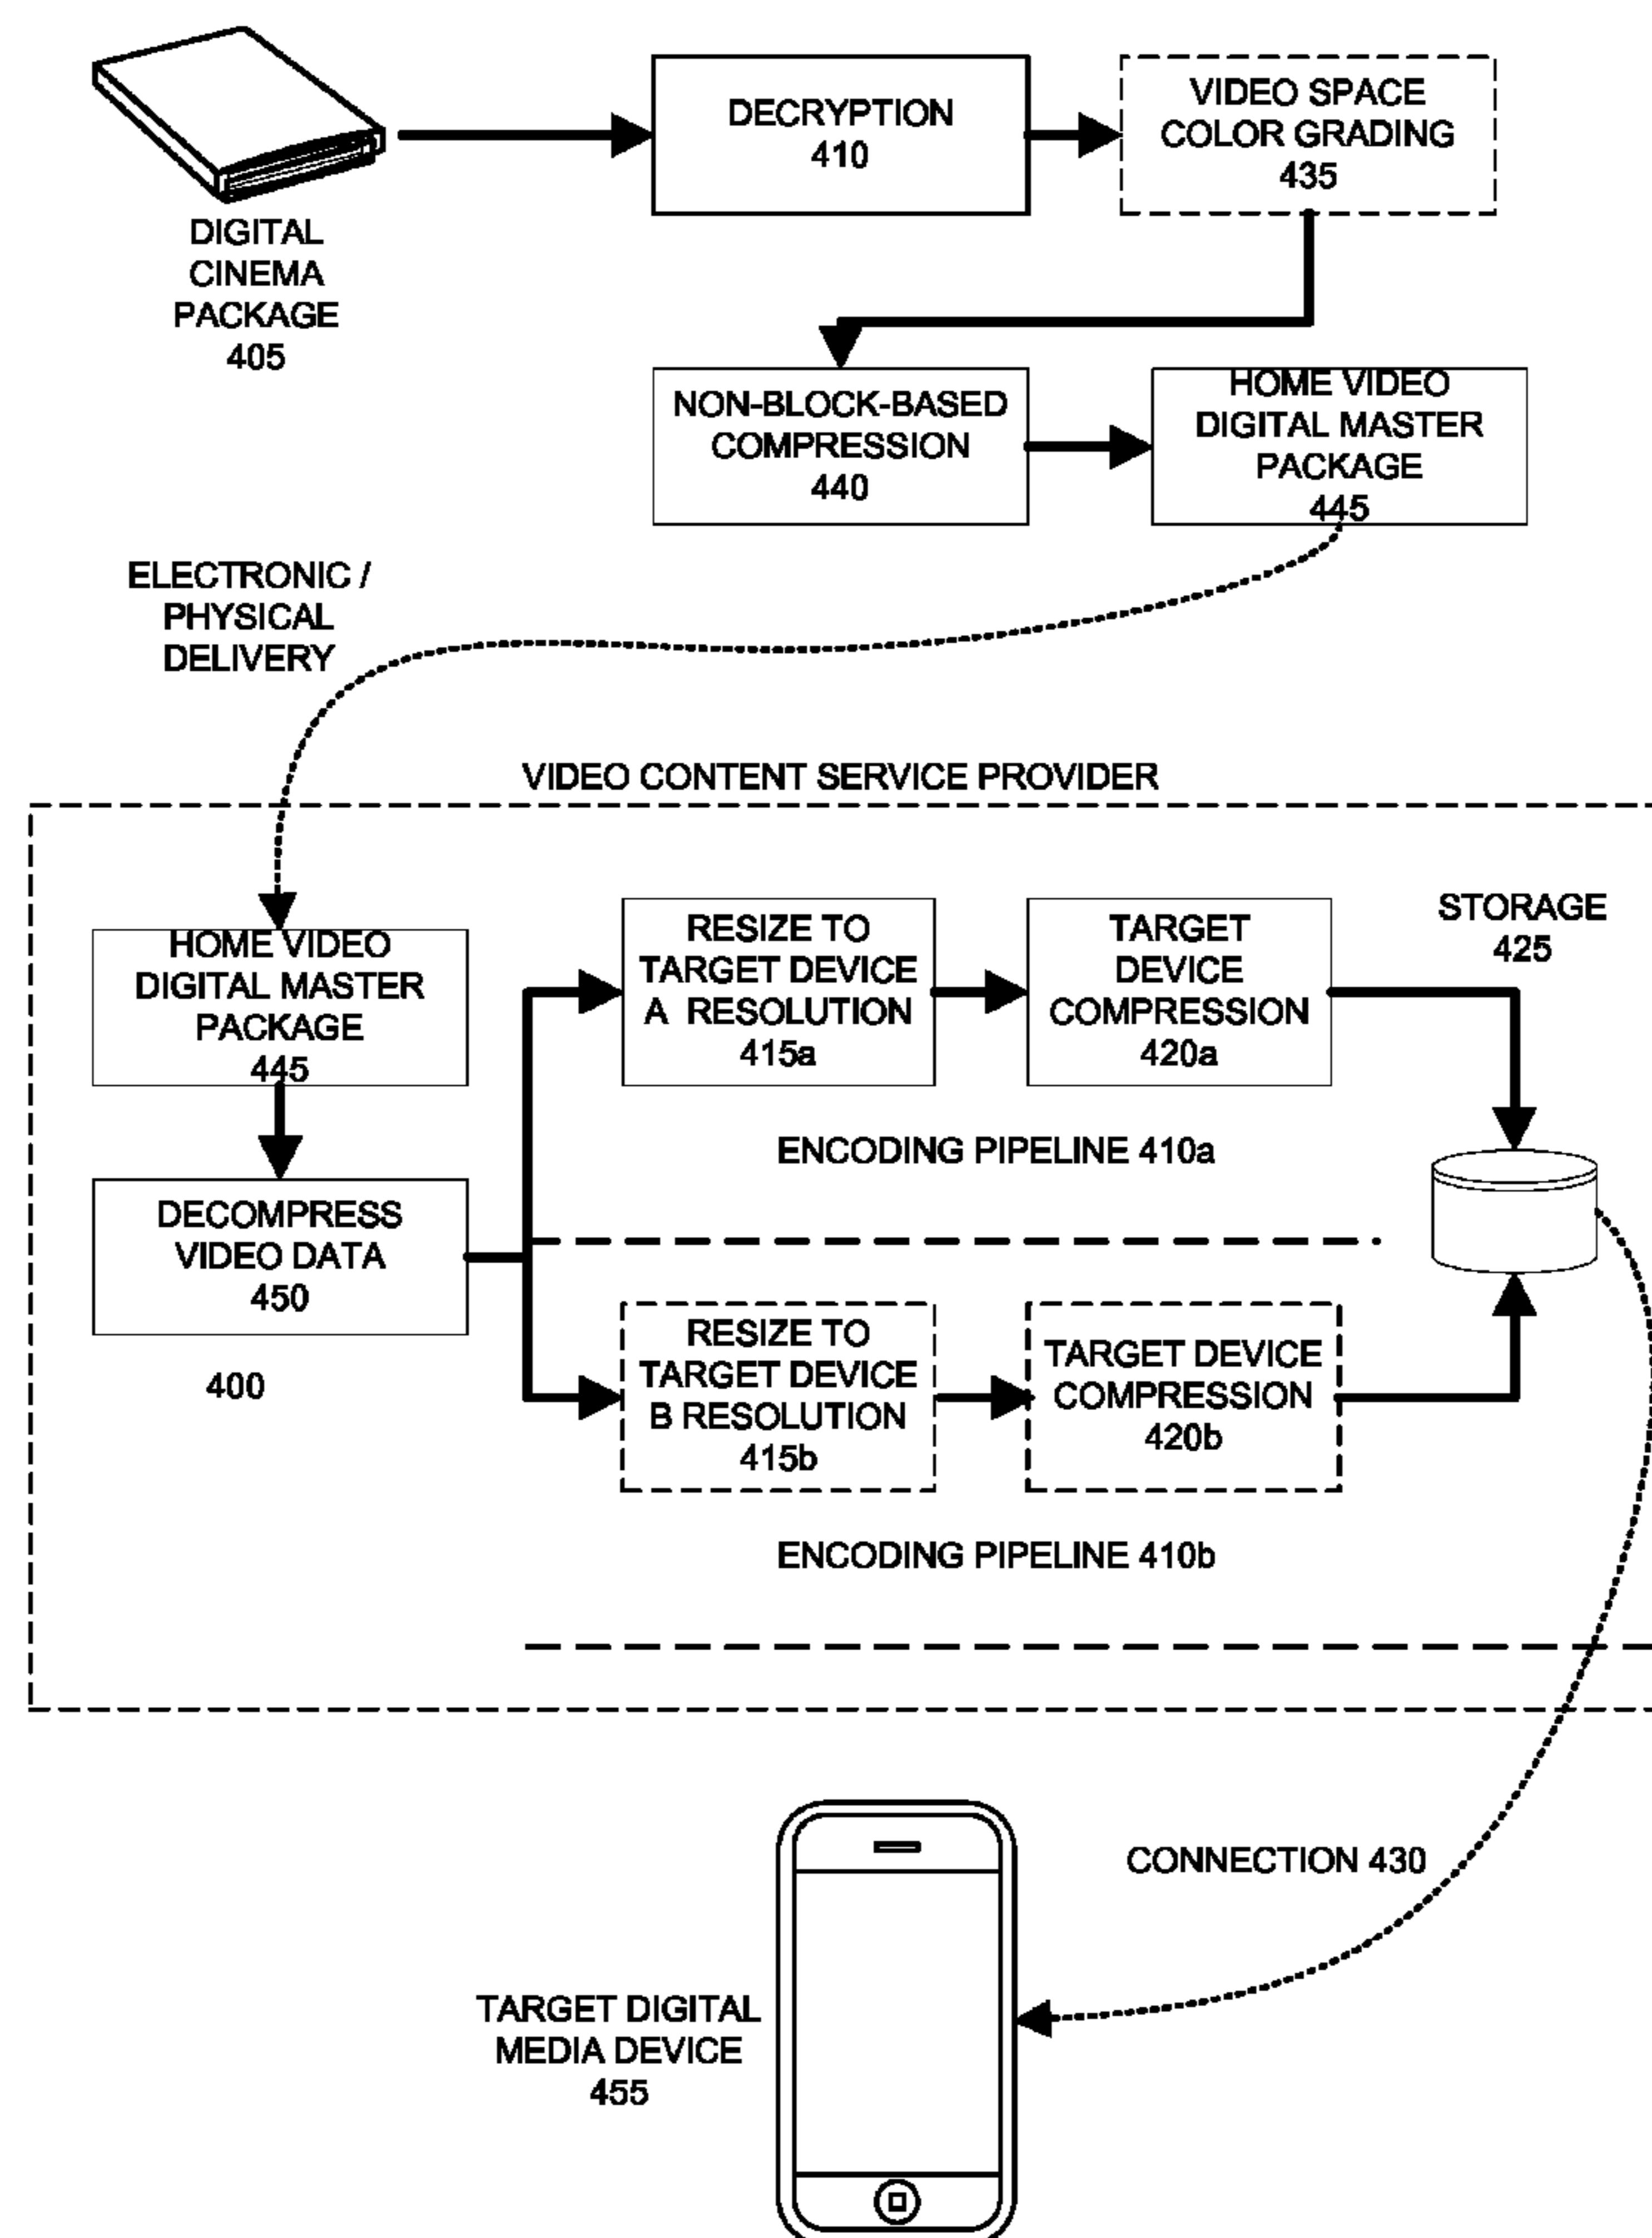 DIGITAL
CINEMA
PACKAGE
405
DECRYPTION
410
VIDEO SPACE
COLOR GRADING
435
NON-BLOCK-BASED
COMPRESSION
440
HOME VIDEO
DIGITAL MASTER
PACKAGE
445
ELECTRONIC /
PHYSICAL
DELIVERY
VIDEO CONTENT SERVICE PROVIDER
HOME VIDEO
DIGITAL MASTER
PACKAGE
445
RESIZE TO
TARGET DEVICE
A RESOLUTION
415a
TARGET
DEVICE
COMPRESSION
420a
STORAGE
425
ENCODING PIPELINE 410a
DECOMPRESS
VIDEO DATA
450
400
RESIZE TO
TARGET DEVICE
B RESOLUTION
415b
TARGET DEVICE
COMPRESSION
420b
ENCODING PIPELINE 410b
CONNECTION 430
TARGET DIGITAL
MEDIA DEVICE
455